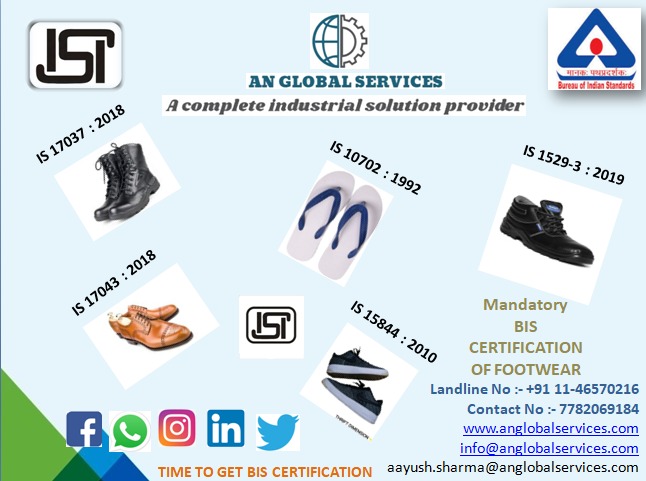 ISI
AN GLOBAL SERVICES
A complete industrial solution provider
मानकः पथप्रदर्शकः
Bureau of Indian Standards
IS 17037 : 2018
IS 10702 : 1992
IS 1529-3 : 2019
IS 17043 : 2018
ISI
IS 15844 : 2010
THRIFT DIMENSION
Mandatory
BIS
CERTIFICATION
OF FOOTWEAR
Landline No :- +91 11-46570216
Contact No :- 7782069184
www.anglobalservices.com
info@anglobalservices.com
aayush.sharma@anglobalservices.com
TIME TO GET BIS CERTIFICATION